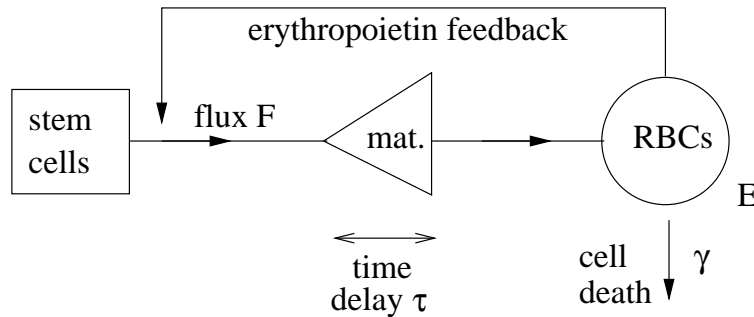 erythropoietin feedback
stem
cells
flux F
mat.
RBCs
E
time
delay τ
cell
death
γ